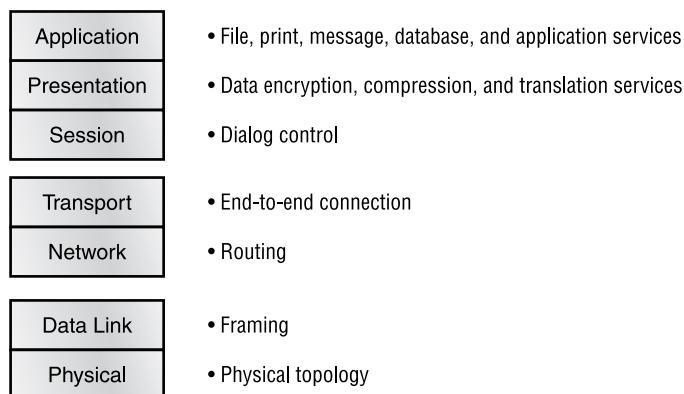 Application • File, print, message, database, and application services
Presentation • Data encryption, compression, and translation services
Session • Dialog control
Transport • End-to-end connection
Network • Routing
Data Link • Framing
Physical • Physical topology